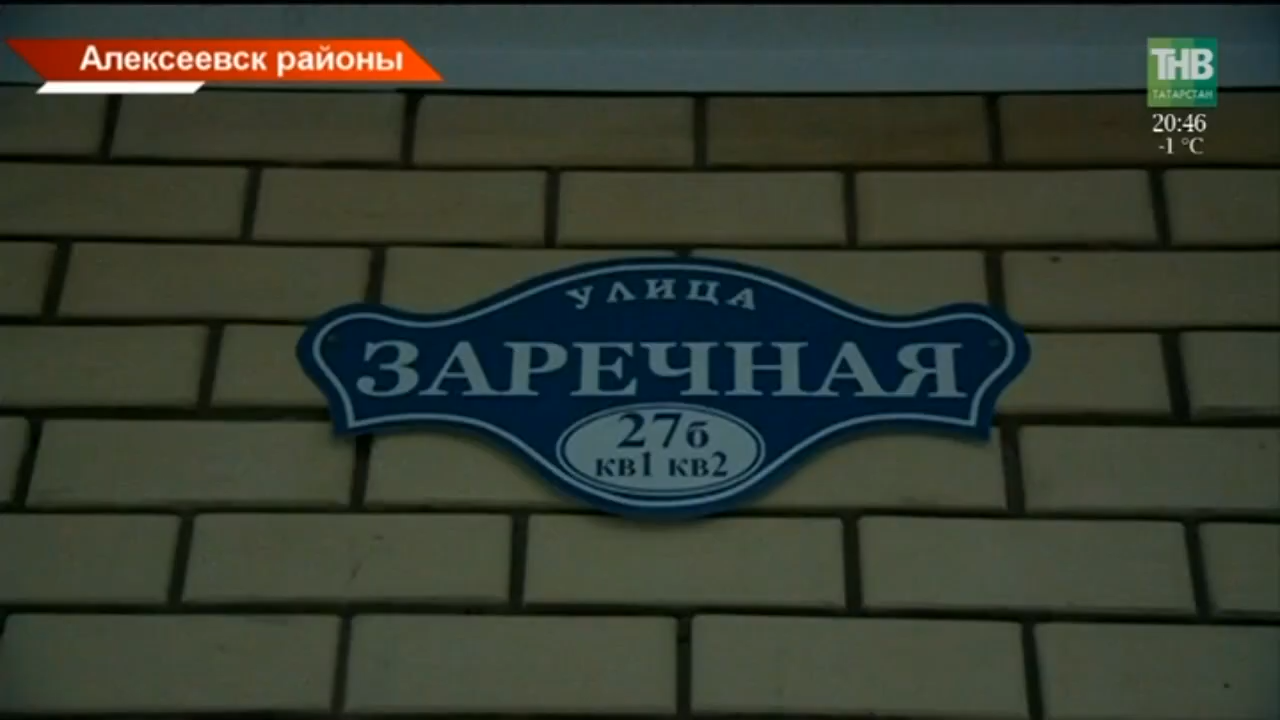 Алексеевск районы
ТНВ
ТАТАРСТАН
20:46
-1 °C
УЛИЦА
ЗАРЕЧНАЯ
27б
кв1 кв2